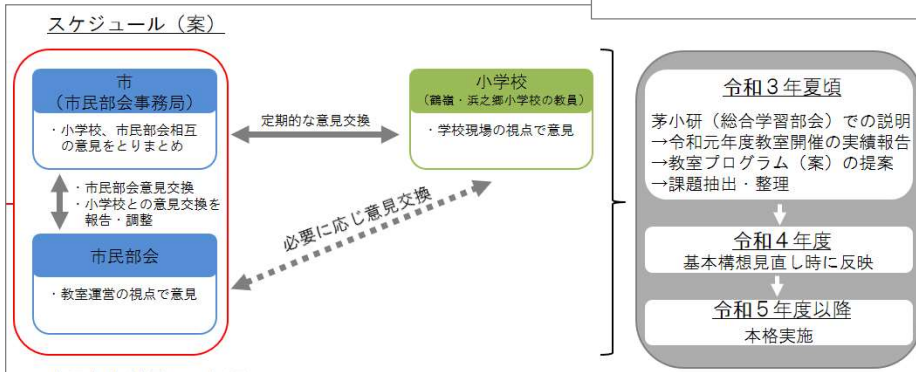 スケジュール（案）
市
（市民部会事務局）
・小学校、市民部会相互
の意見をとりまとめ
定期的な意見交換
小学校
（鶴嶺・浜之郷小学校の教員）
・学校現場の視点で意見
・市民部会意見交換
・小学校との意見交換を
報告・調整
必要に応じ意見交換
市民部会
・教室運営の視点で意見
令和３年夏頃
茅小研（総合学習部会）での説明
→令和元年度教室開催の実績報告
→教室プログラム（案）の提案
→課題抽出・整理
令和４年度
基本構想見直し時に反映
令和５年度以降
本格実施